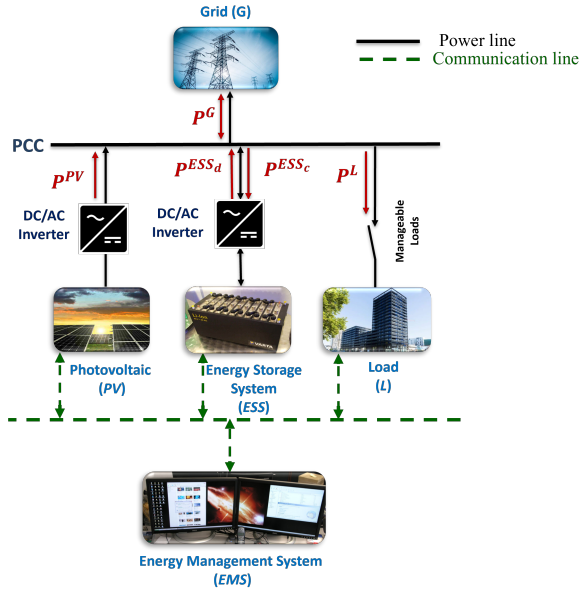 Grid (G)
Power line
Communication line
P^G
PCC
P^PV
P^ESS_d
P^ESS_c
P^L
DC/AC
Inverter
DC/AC
Inverter
Manageable
Loads
VARTA
Photovoltaic
(PV)
Energy Storage
System
(ESS)
Load
(L)
Energy Management System
(EMS)